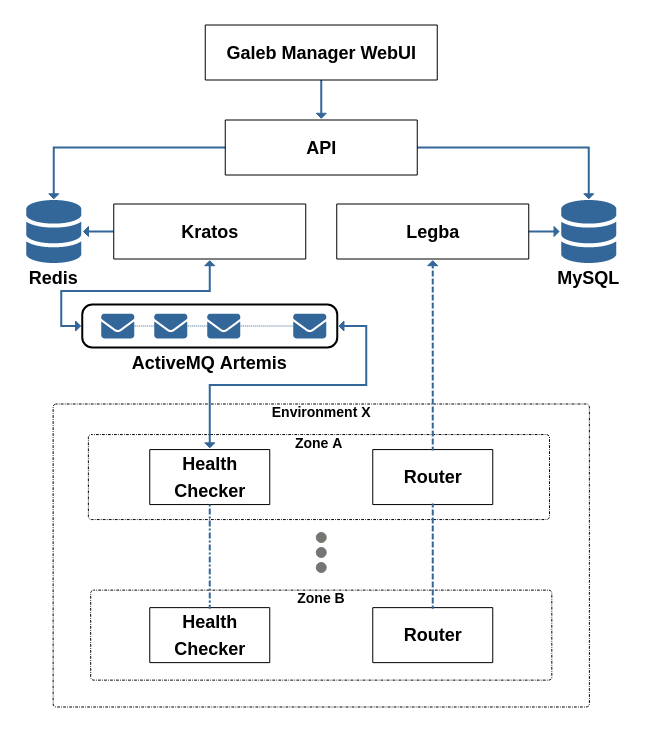 Galeb Manager WebUI
API
Kratos
Legba
Redis
MySQL
ActiveMQ Artemis
Environment X
Zone A
Health
Checker
Router
Zone B
Health
Checker
Router